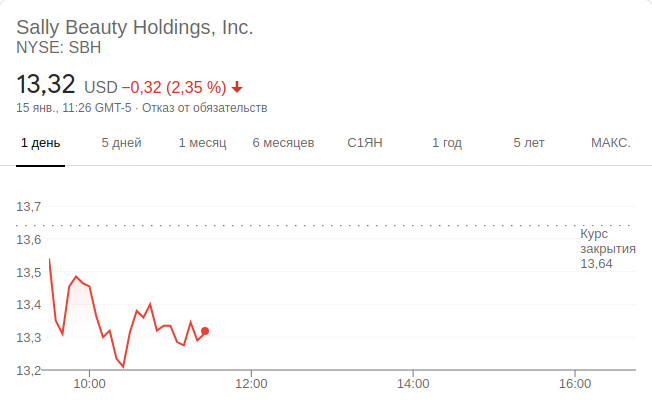 Sally Beauty Holdings, Inc.
NYSE: SBH
13,32 USD −0,32 (2,35 %)
15 янв., 11:26 GMT-5 · Отказ от обязательств
1 день 5 дней 1 месяц 6 месяцев С1ЯН 1 год 5 лет МАКС.
13,7
13,6
13,5
13,4
13,3
13,2
Курс
закрытия
13,64
10:00 12:00 14:00 16:00